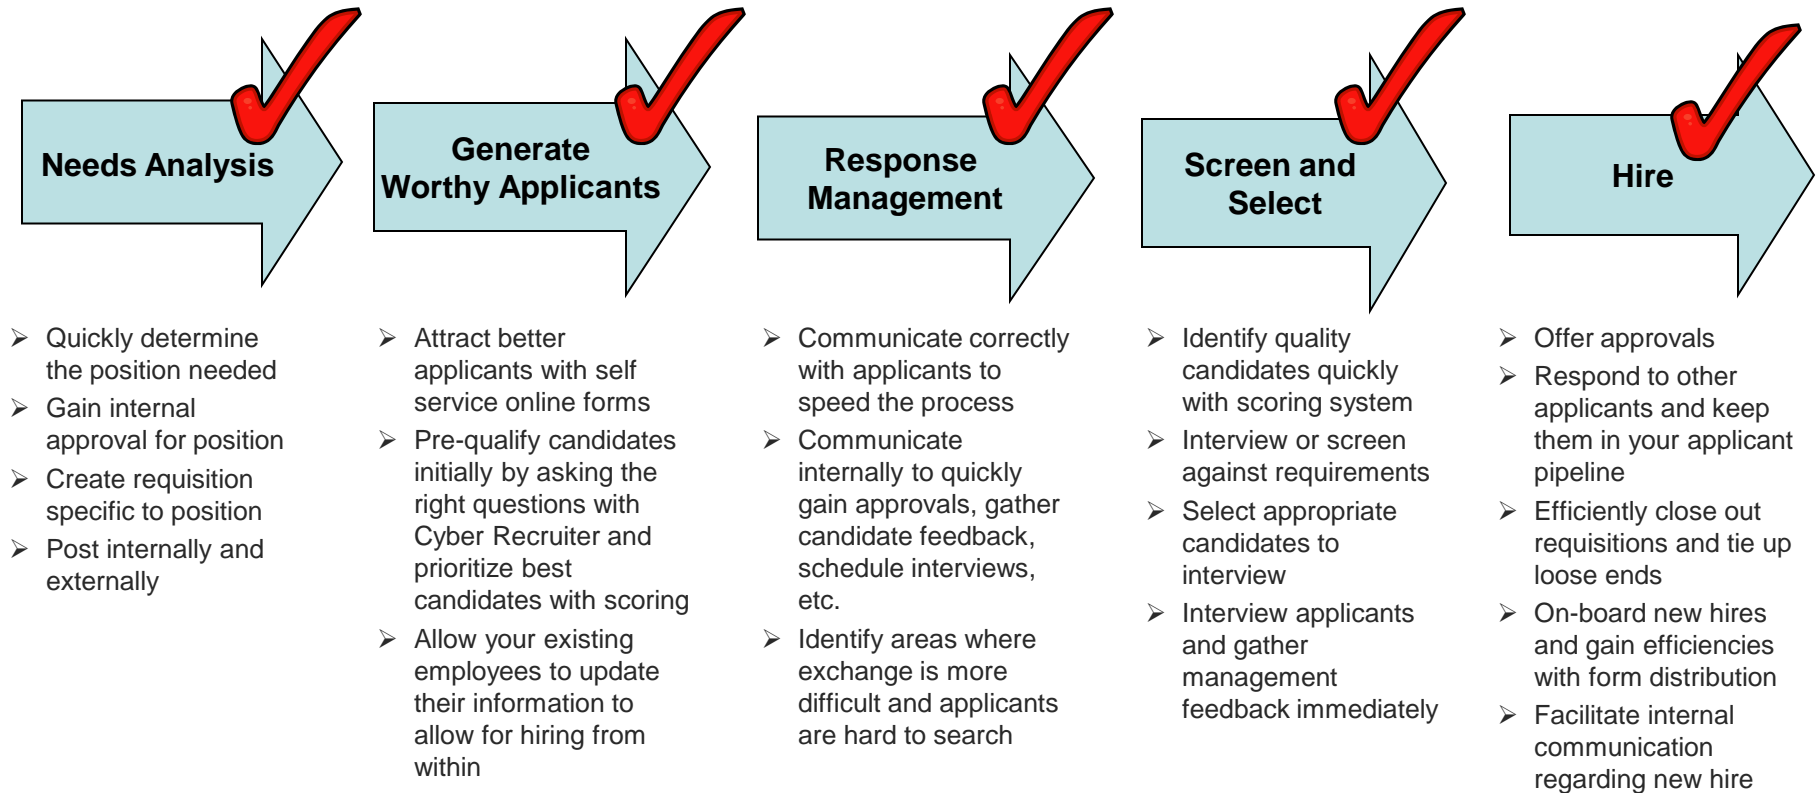 Needs Analysis
Generate
Worthy Applicants
Response
Management
Screen and
Select
Hire
➢ Quickly determine
the position needed
➢ Gain internal
approval for position
➢ Create requisition
specific to position
➢ Post internally and
externally
➢ Attract better
applicants with self
service online forms
➢ Pre-qualify candidates
initially by asking the
right questions with
Cyber Recruiter and
prioritize best
candidates with scoring
➢ Allow your existing
employees to update
their information to
allow for hiring from
within
➢ Communicate correctly
with applicants to
speed the process
➢ Communicate
internally to quickly
gain approvals, gather
candidate feedback,
schedule interviews,
etc.
➢ Identify areas where
exchange is more
difficult and applicants
are hard to search
➢ Identify quality
candidates quickly
with scoring system
➢ Interview or screen
against requirements
➢ Select appropriate
candidates to
interview
➢ Interview applicants
and gather
management
feedback immediately
➢ Offer approvals
➢ Respond to other
applicants and keep
them in your applicant
pipeline
➢ Efficiently close out
requisitions and tie up
loose ends
➢ On-board new hires
and gain efficiencies
with form distribution
➢ Facilitate internal
communication
regarding new hire